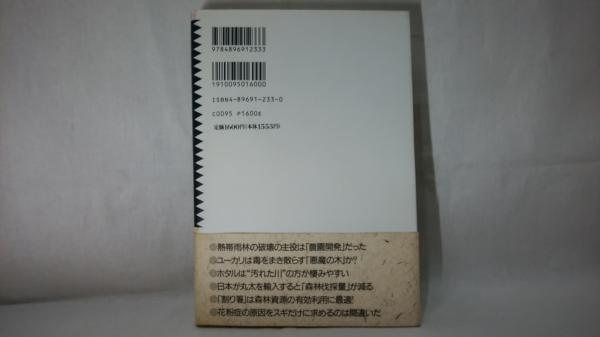 9784896912333
1910095016000
ISBN4-89691-233-0
C0095 P1600E
定価1600円(本体1553円)
●熱帯雨林の破壊の主役は「農園開発」だった
●ユーカリは毒をまき散らす「悪魔の木」か?
●ホタルは“汚れた川”の方が棲みやすい
●日本が丸太を輸入すると「森林伐採量」が減る
●「割り箸」は森林資源の有効利用に最適!
●花粉症の原因をスギだけに求めるのは間違いだ